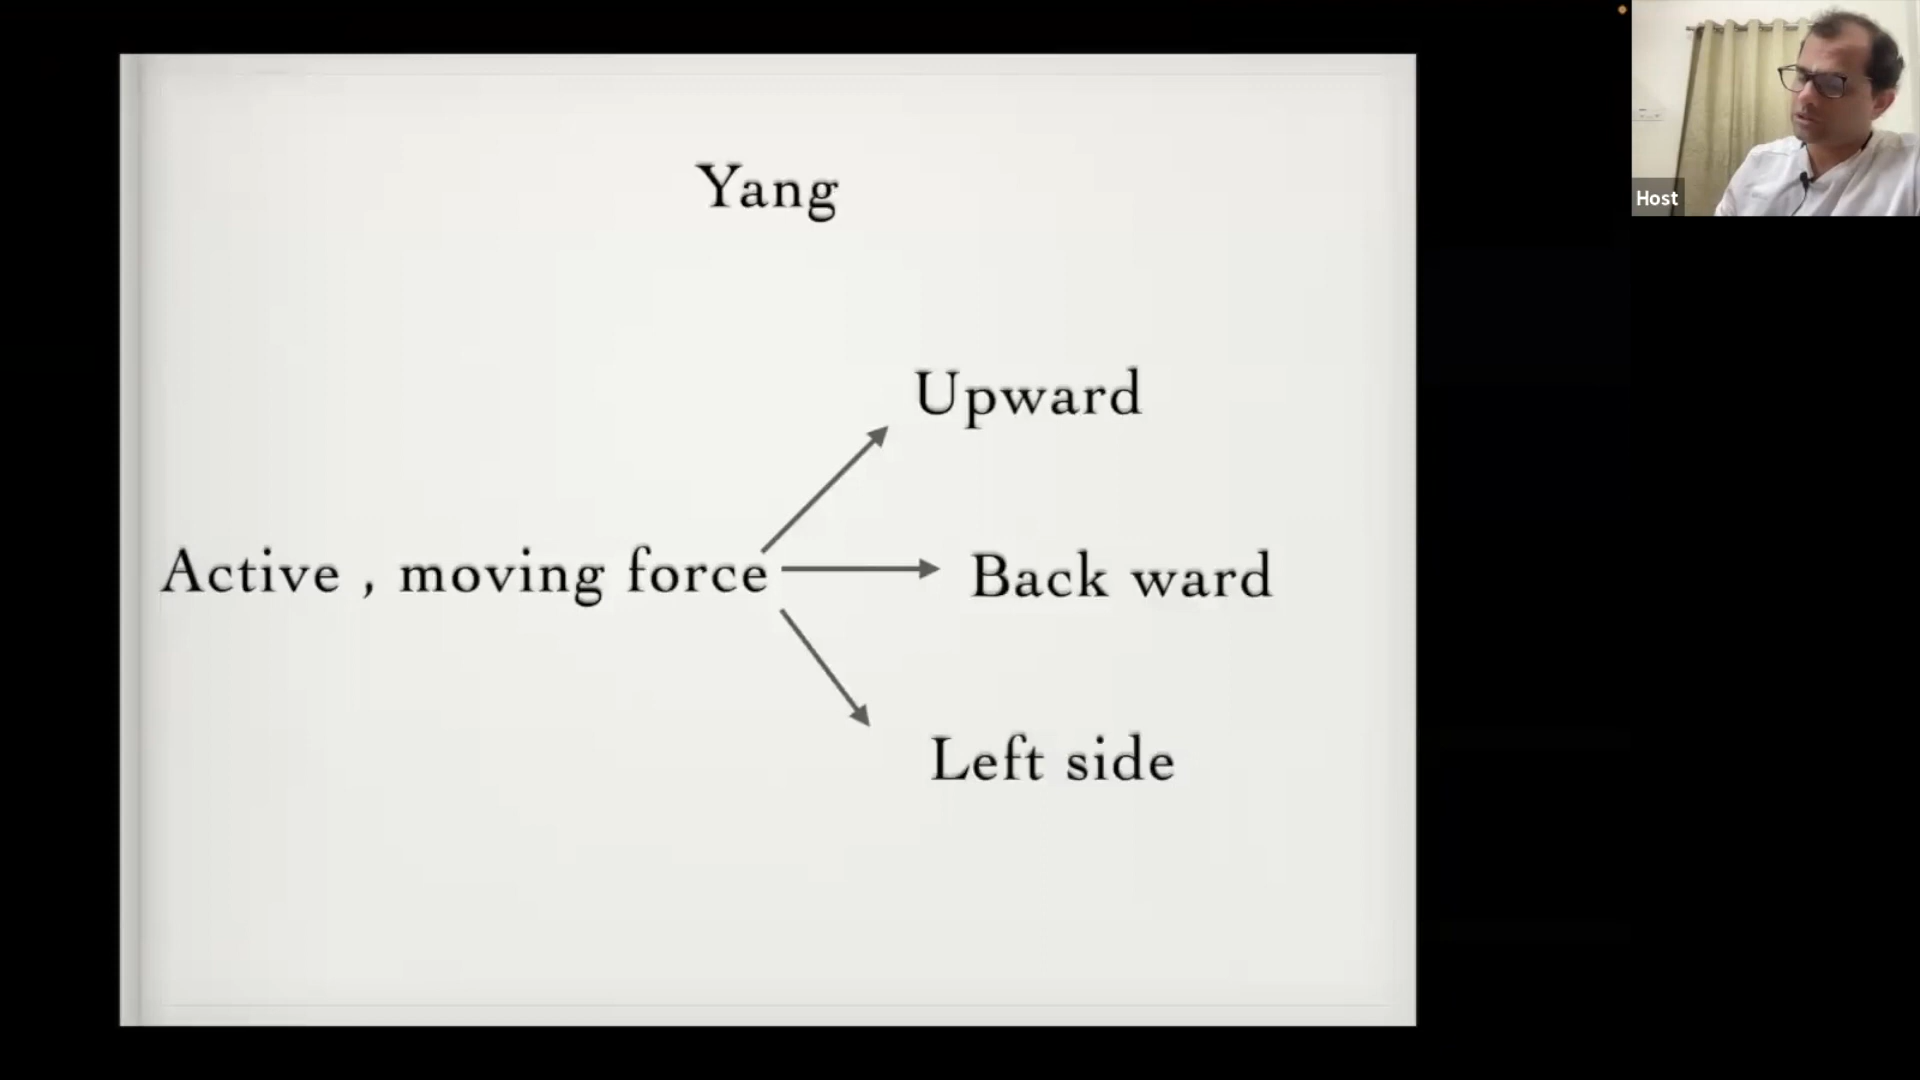 Yang
Upward
Active , moving force
Back ward
Left side
Host